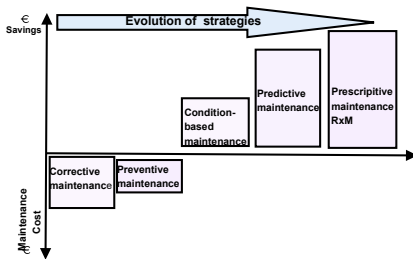 €
Savings
Evolution of strategies
Condition-
based
maintenance
Predictive
maintenance
Prescripitive
maintenance
RxM
Corrective
maintenance
Preventive
maintenance
Maintenance
Cost
(€)